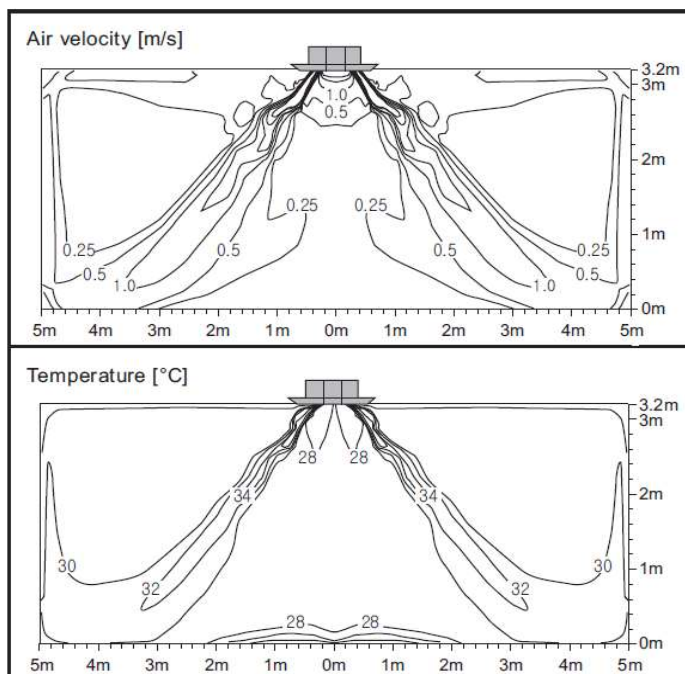 Air velocity [m/s]
3.2m
3m
1.0
0.5
2m
0.25 0.25
0.25 0.5 0.5 0.25
1m
0.5 0.5
1.0 1.0
0m
5m 4m 3m 2m 1m 0m 1m 2m 3m 4m 5m
Temperature [°C]
3.2m
3m
28 28
34 34
2m
30 30
1m
32 32
28 28
0m
5m 4m 3m 2m 1m 0m 1m 2m 3m 4m 5m